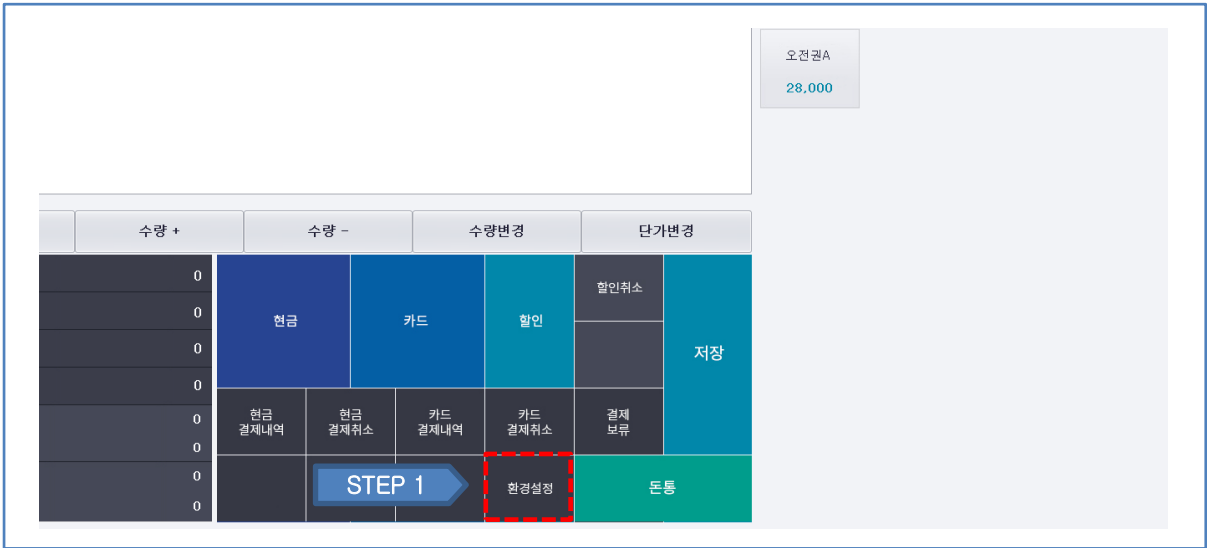 오전권A
28,000
수량 +
수량 -
수량변경
단가변경
0
0
0
0
0
0
0
0
현금
카드
할인
할인취소
저장
현금
결제내역
현금
결제취소
카드
결제내역
카드
결제취소
결제
보류
STEP 1
환경설정
돈통